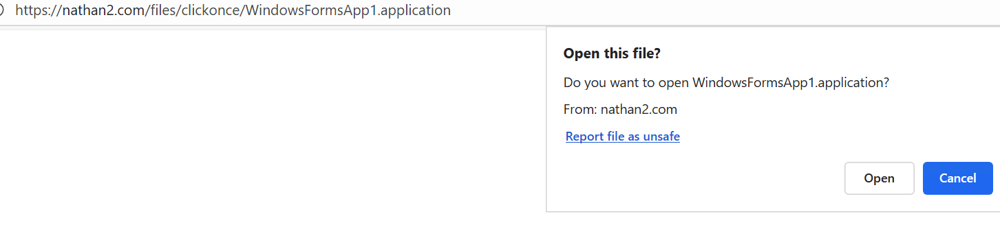 https://nathan2.com/files/clickonce/WindowsFormsApp1.application
Open this file?
Do you want to open WindowsFormsApp1.application?
From: nathan2.com
Report file as unsafe
Open
Cancel